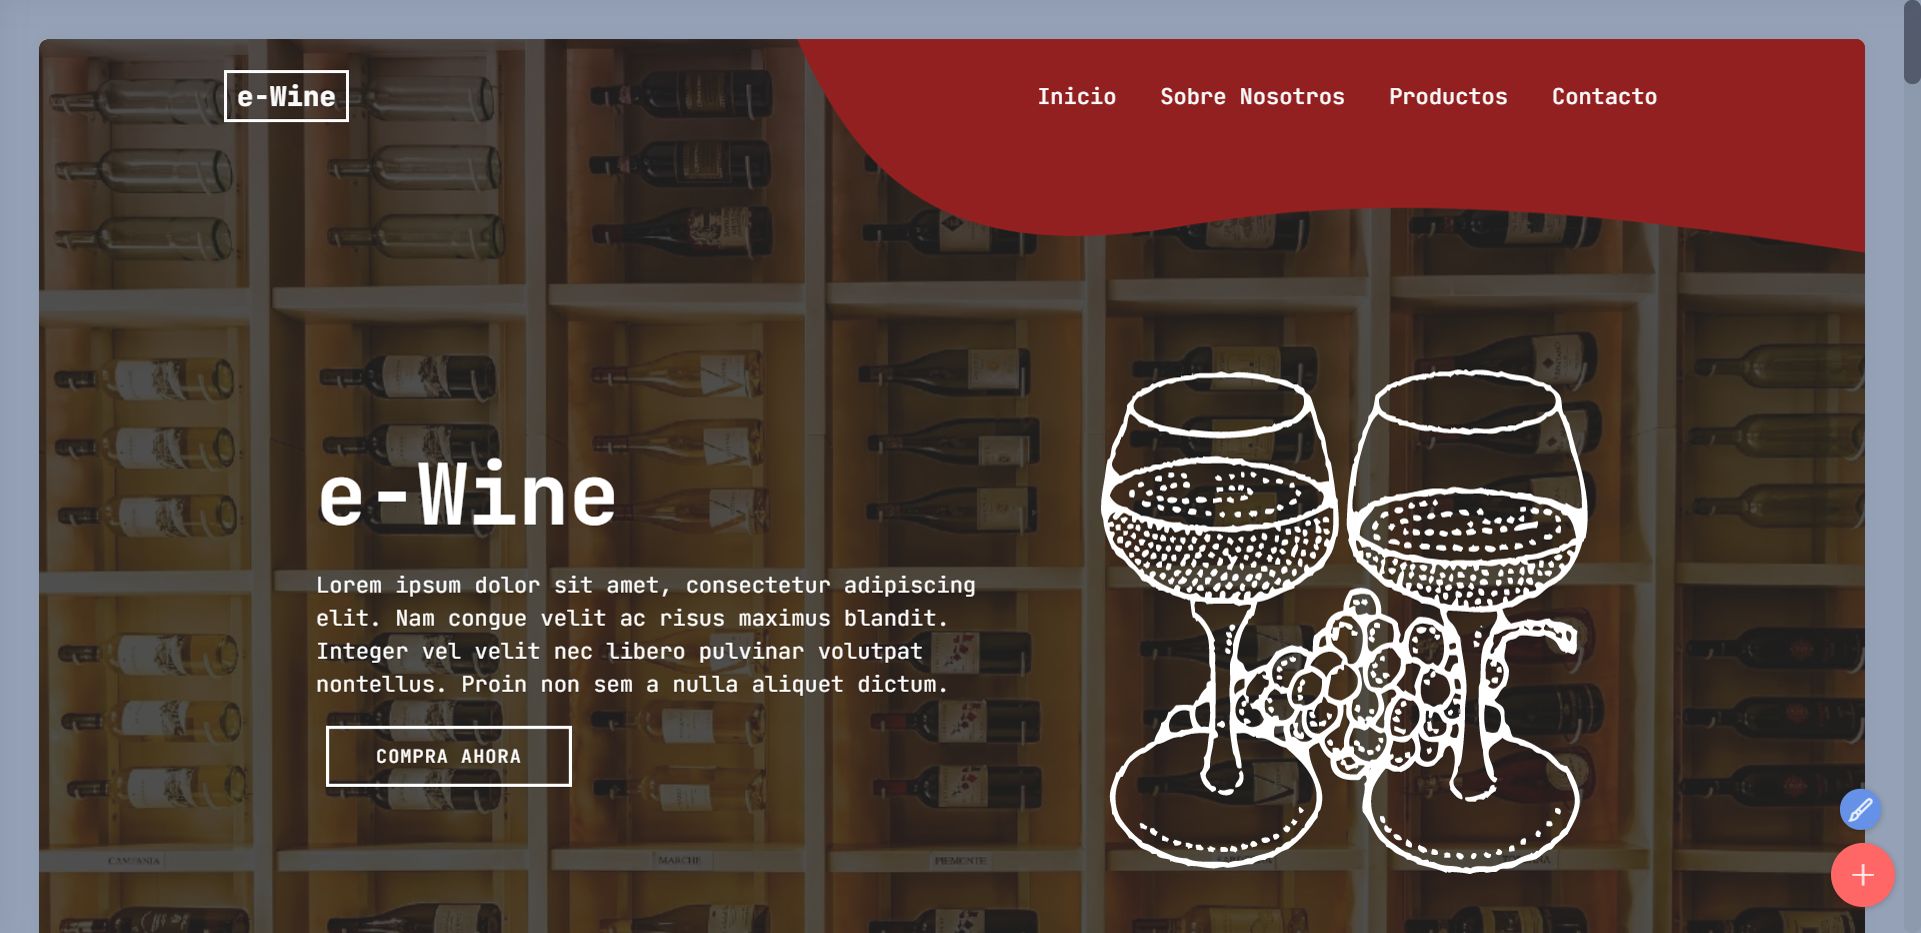 e-Wine
Inicio Sobre Nosotros Productos Contacto
e-Wine
Lorem ipsum dolor sit amet, consectetur adipiscing
elit. Nam congue velit ac risus maximus blandit.
Integer vel velit nec libero pulvinar volutpat
nontellus. Proin non sem a nulla aliquet dictum.
COMPRA AHORA
CAMPANIA
MARCHE
PIEMONTE